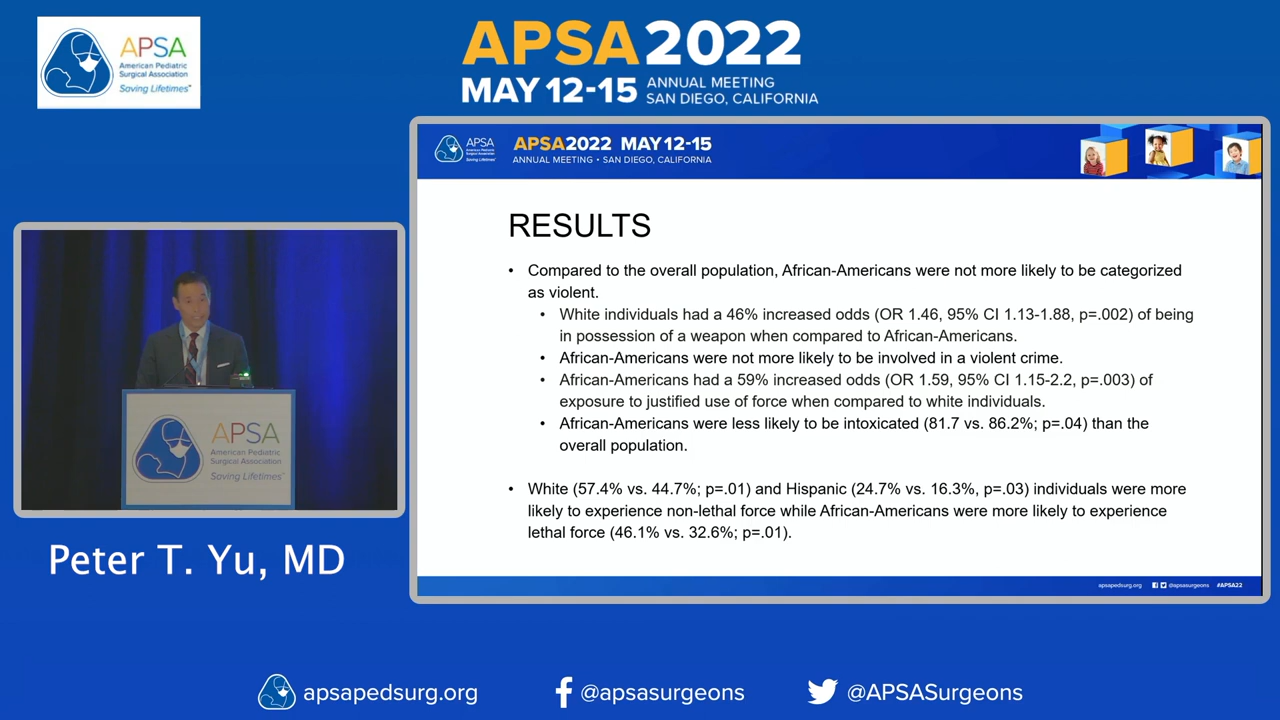 APSA
American Pediatric
Surgical Association
Saving Lifetimes™
APSA 2022
MAY 12-15
ANNUAL MEETING
SAN DIEGO, CALIFORNIA
APSA
American Pediatric
Surgical Association
Saving Lifetimes™
APSA2022 MAY 12-15
ANNUAL MEETING • SAN DIEGO, CALIFORNIA
RESULTS
• Compared to the overall population, African-Americans were not more likely to be categorized
as violent.
• White individuals had a 46% increased odds (OR 1.46, 95% CI 1.13-1.88, p=.002) of being
in possession of a weapon when compared to African-Americans.
• African-Americans were not more likely to be involved in a violent crime.
• African-Americans had a 59% increased odds (OR 1.59, 95% CI 1.15-2.2, p=.003) of
exposure to justified use of force when compared to white individuals.
• African-Americans were less likely to be intoxicated (81.7 vs. 86.2%; p=.04) than the
overall population.
• White (57.4% vs. 44.7%; p=.01) and Hispanic (24.7% vs. 16.3%, p=.03) individuals were more
likely to experience non-lethal force while African-Americans were more likely to experience
lethal force (46.1% vs. 32.6%; p=.01).
apsapedsurg.org
@apsasurgeons
#APSA22
APSA
American Pediatric
Surgical Association
Saving Lifetimes™
Peter T. Yu, MD
apsapedsurg.org
@apsasurgeons
@APSASurgeons